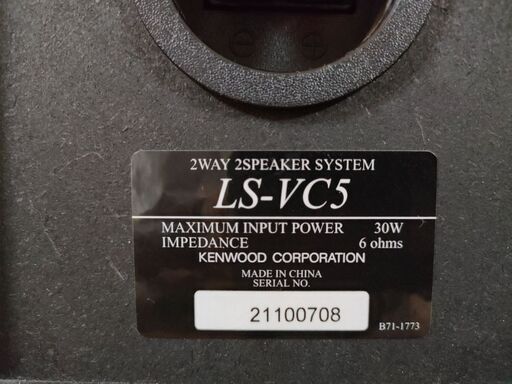 2WAY 2SPEAKER SYSTEM
LS-VC5
MAXIMUM INPUT POWER 30W
IMPEDANCE 6 ohms
KENWOOD CORPORATION
MADE IN CHINA
SERIAL NO.
21100708
B71-1773